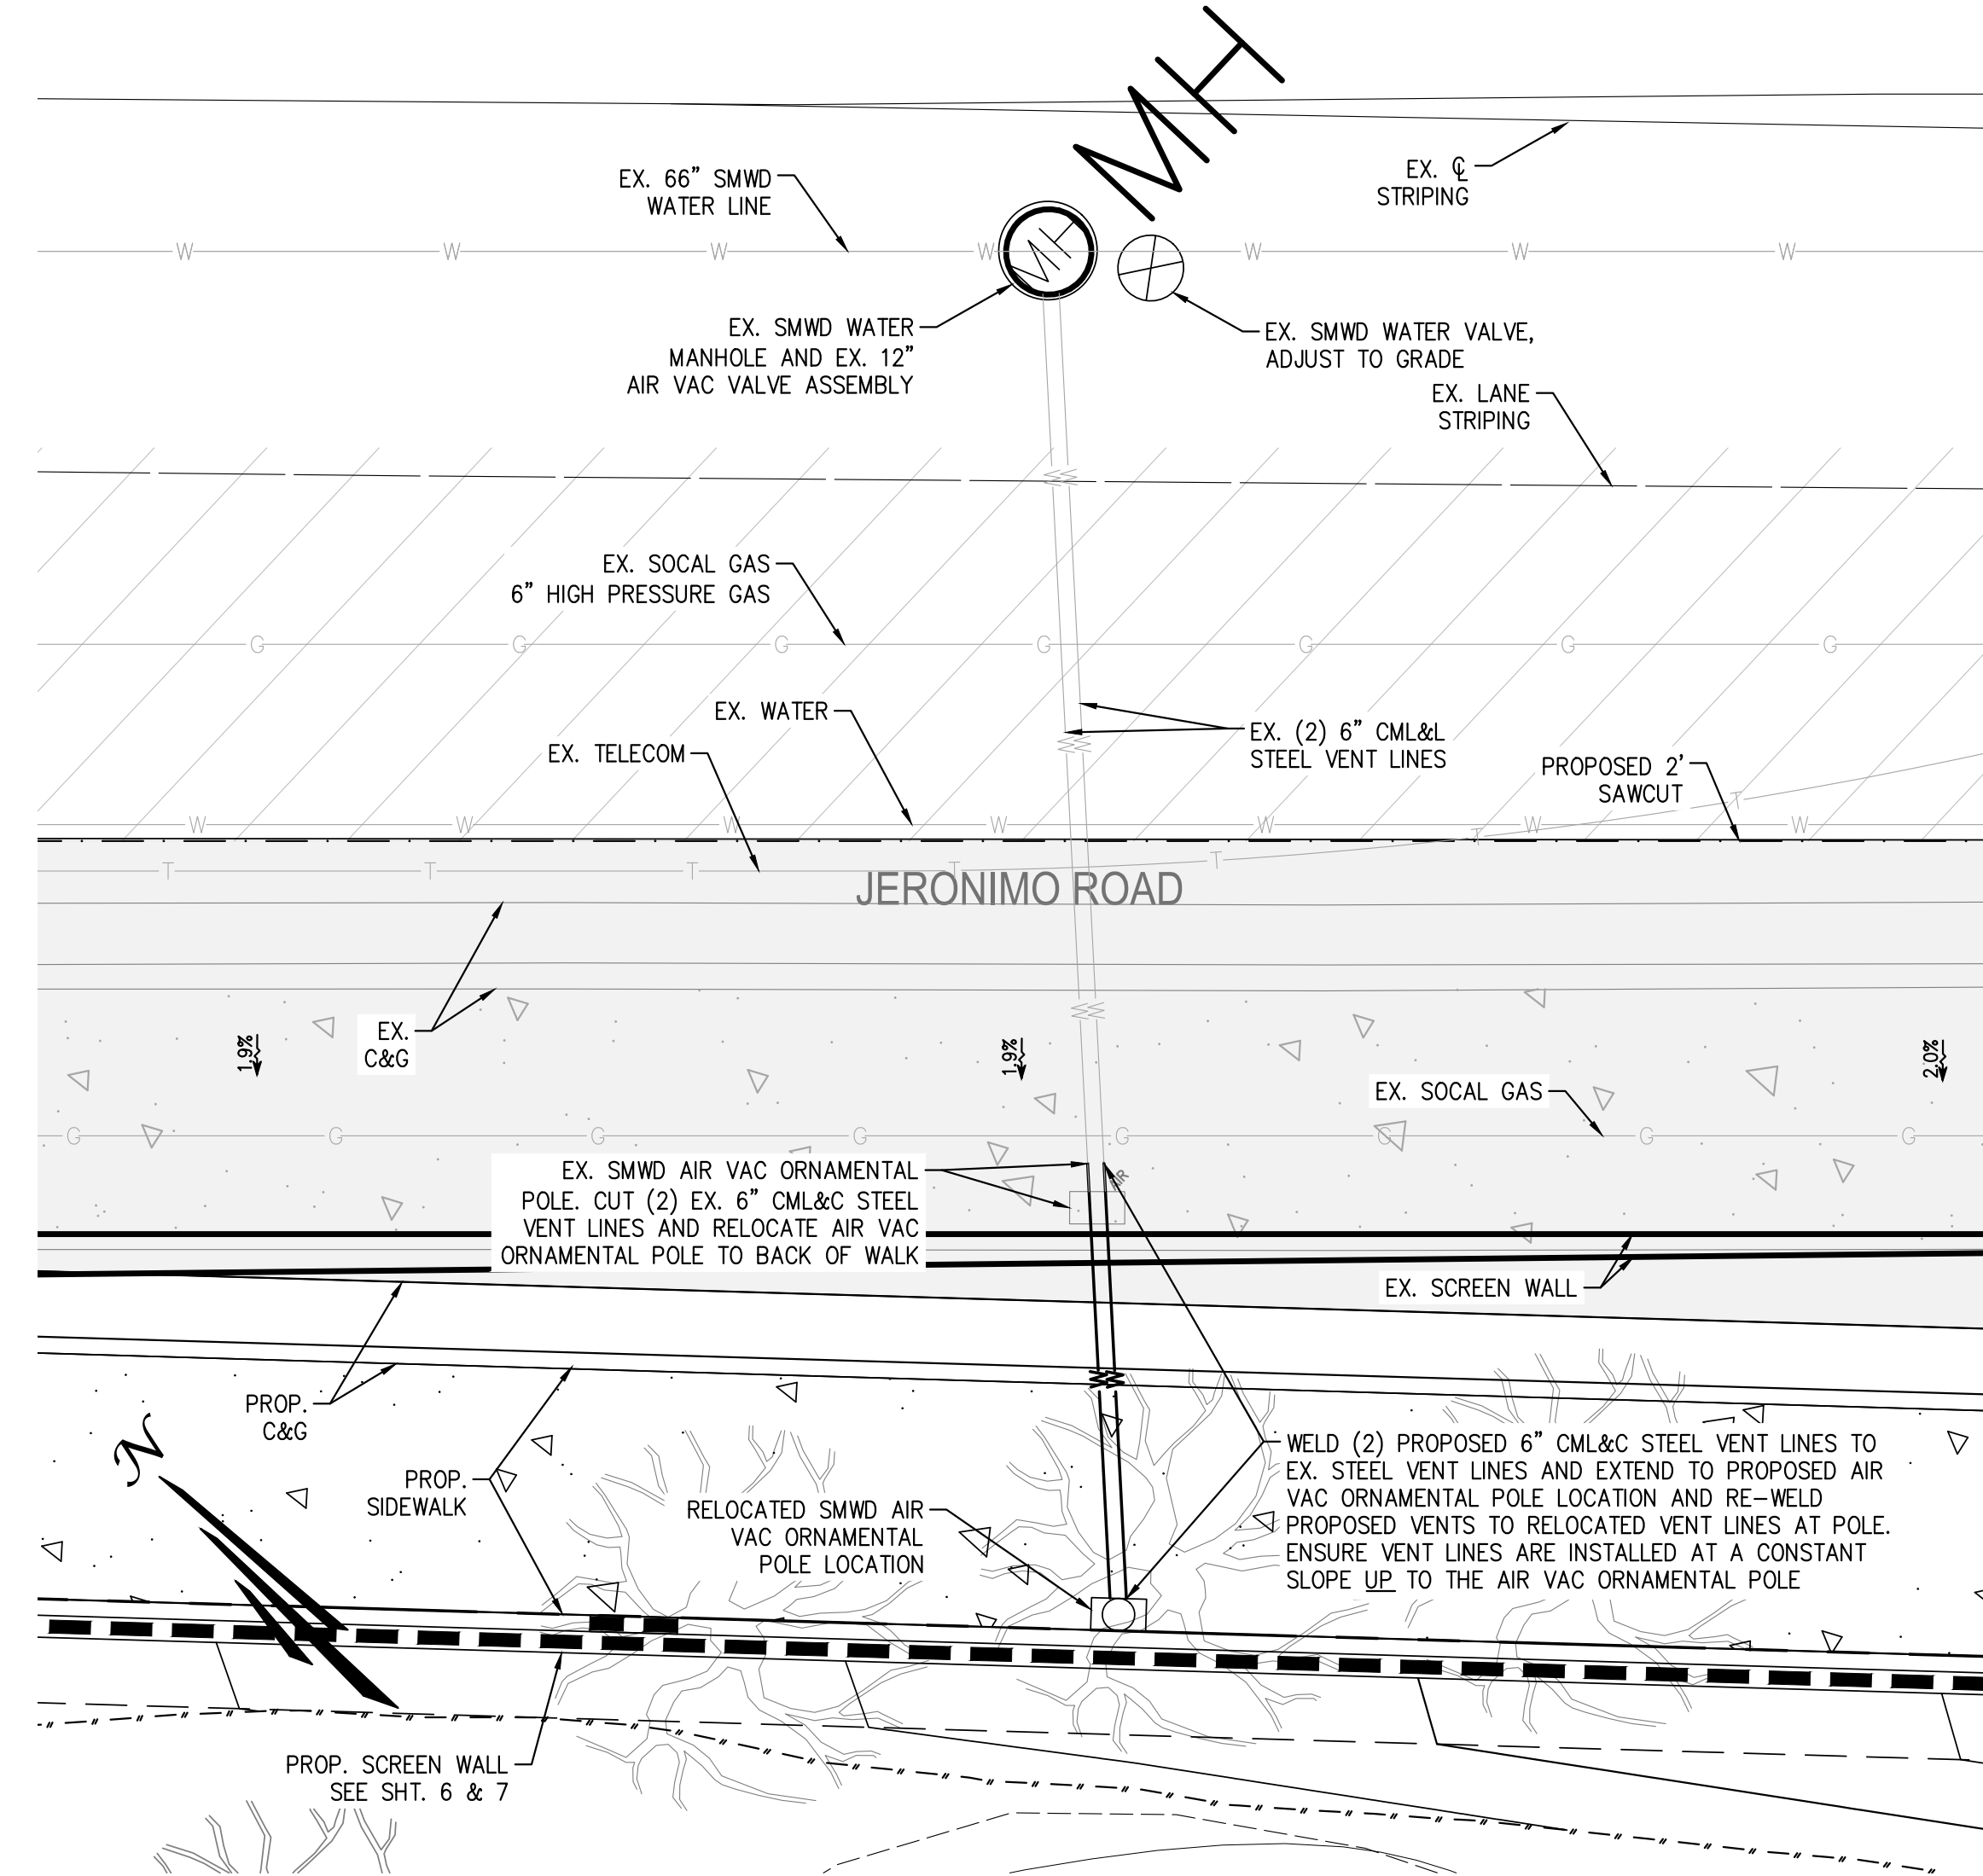 MH
EX. 66" SMWD
WATER LINE
EX. ℄
STRIPING
W W W W W W W
MH
EX. SMWD WATER
MANHOLE AND EX. 12"
AIR VAC VALVE ASSEMBLY
EX. SMWD WATER VALVE,
ADJUST TO GRADE
EX. LANE
STRIPING
EX. SOCAL GAS
6" HIGH PRESSURE GAS
G G G G G G G
EX. WATER
EX. TELECOM
EX. (2) 6" CML&L
STEEL VENT LINES
PROPOSED 2'
SAWCUT
W W W W W W W
T T T T T T T
JERONIMO ROAD
EX.
C&G
1.9%
1.9%
2.0%
EX. SOCAL GAS
G G G G G G G G
EX. SMWD AIR VAC ORNAMENTAL
POLE. CUT (2) EX. 6" CML&C STEEL
VENT LINES AND RELOCATE AIR VAC
ORNAMENTAL POLE TO BACK OF WALK
AIR
EX. SCREEN WALL
PROP.
C&G
N
PROP.
SIDEWALK
RELOCATED SMWD AIR
VAC ORNAMENTAL
POLE LOCATION
WELD (2) PROPOSED 6" CML&C STEEL VENT LINES TO
EX. STEEL VENT LINES AND EXTEND TO PROPOSED AIR
VAC ORNAMENTAL POLE LOCATION AND RE-WELD
PROPOSED VENTS TO RELOCATED VENT LINES AT POLE.
ENSURE VENT LINES ARE INSTALLED AT A CONSTANT
SLOPE UP TO THE AIR VAC ORNAMENTAL POLE
PROP. SCREEN WALL
SEE SHT. 6 & 7